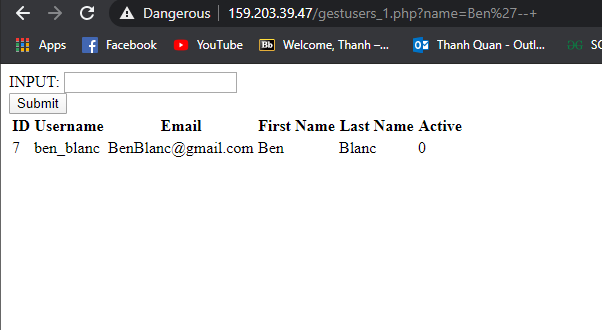 Dangerous 159.203.39.47/gestusers_1.php?name=Ben%27--+
Apps Facebook YouTube Bb Welcome, Thanh –... Thanh Quan - Outl...
INPUT:
Submit
ID Username Email First Name Last Name Active
7 ben_blanc BenBlanc@gmail.com Ben Blanc 0